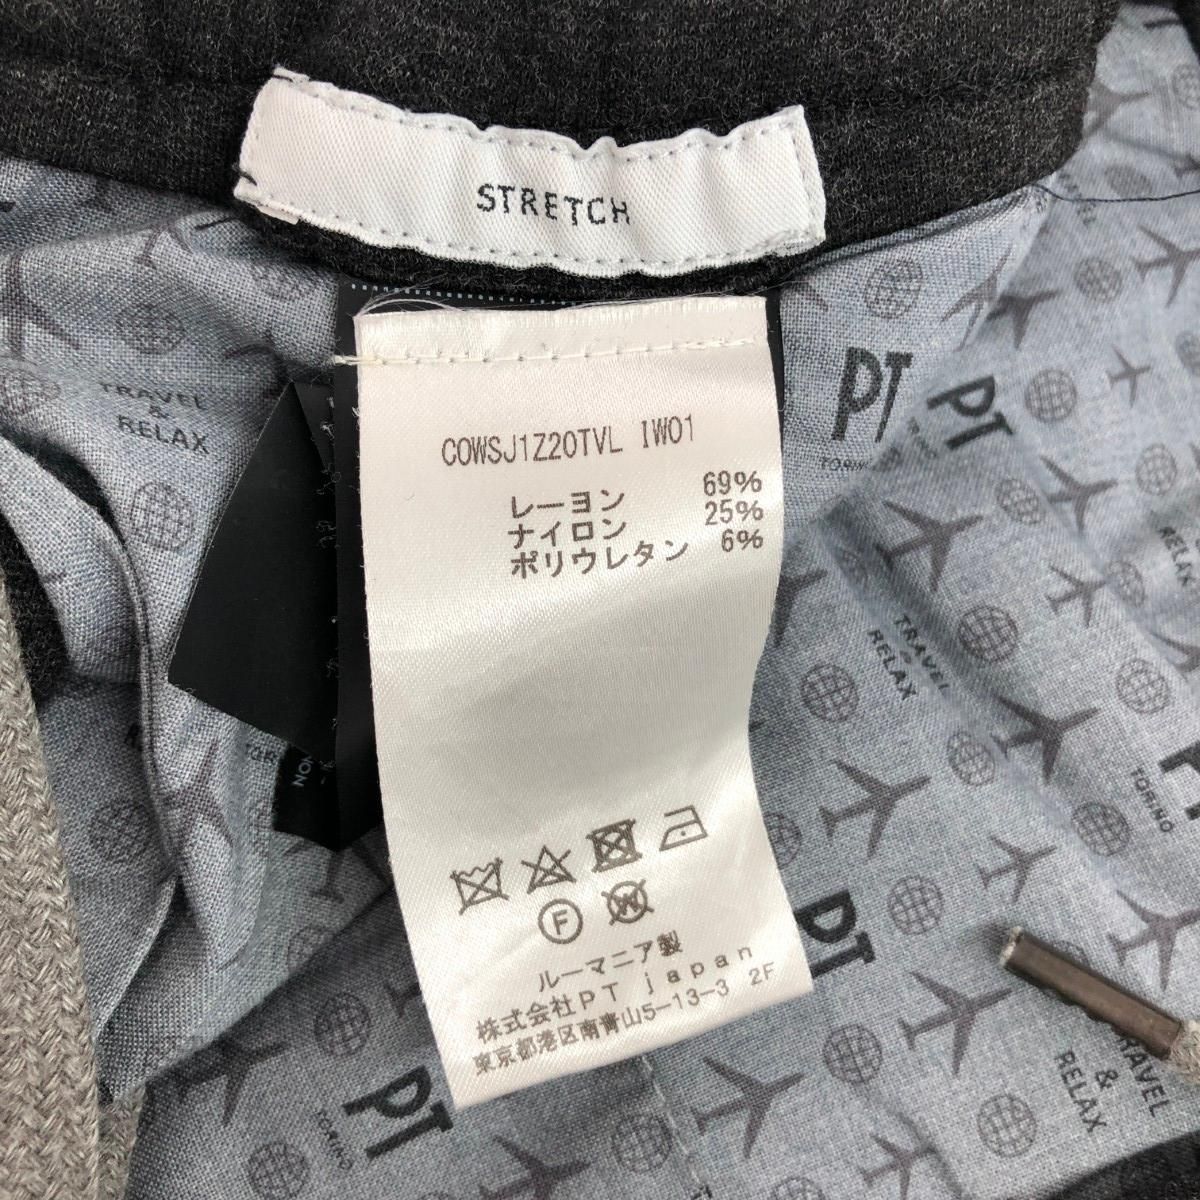 STRETCH
COWSJ1Z20TVL IW01
レーヨン 69%
ナイロン 25%
ポリウレタン 6%
F
W
ルーマニア製
株式会社PT japan
東京都港区南青山5-13-3 2F
TRAVEL
&
RELAX
PT
TORINO
PT
RELAX
TRAVEL
&
RELAX
TORINO
PT
TRAVEL
&
RELAX
PT
TORINO
NON